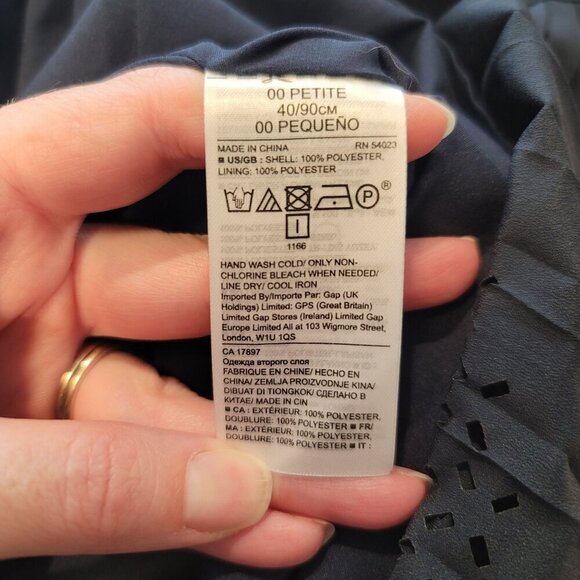 00 PETITE
40/90CM
00 PEQUEÑO
MADE IN CHINA RN 54023
▪ US/GB : SHELL: 100% POLYESTER,
LINING: 100% POLYESTER
P®
1166
HAND WASH COLD/ ONLY NON-
CHLORINE BLEACH WHEN NEEDED/
LINE DRY/ COOL IRON
Imported By/Importe Par: Gap (UK
Holdings) Limited: GPS (Great Britain)
Limited Gap Stores (Ireland) Limited Gap
Europe Limited All at 103 Wigmore Street,
London, W1U 1QS
CA 17897
Одежда второго слоя
FABRIQUE EN CHINE/ HECHO EN
CHINA/ ZEMLJA PROIZVODNJE KINA/
DIBUAT DI TIONGKOK/ СДЕЛАНО В
КИТАЕ/ MADE IN CIN
▪ CA : EXTÉRIEUR: 100% POLYESTER,
DOUBLURE: 100% POLYESTER ▪ FR/
MA : EXTÉRIEUR: 100% POLYESTER,
DOUBLURE: 100% POLYESTER ▪ IT :